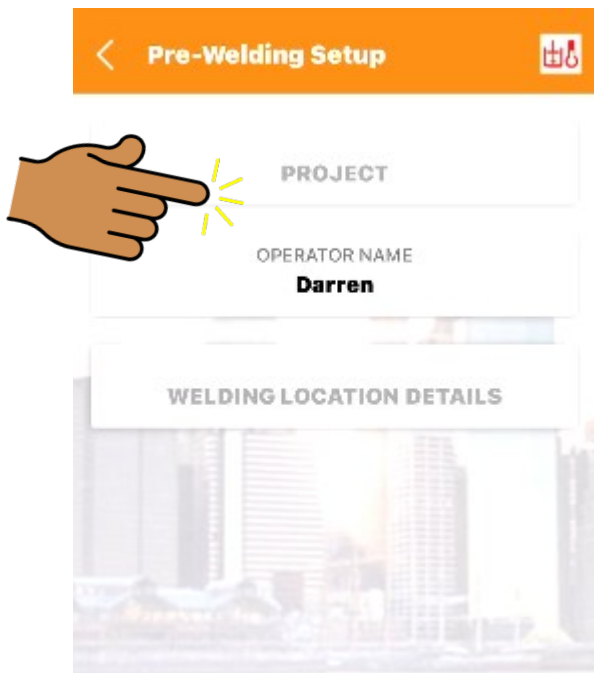 Pre-Welding Setup
PROJECT
OPERATOR NAME
Darren
WELDING LOCATION DETAILS